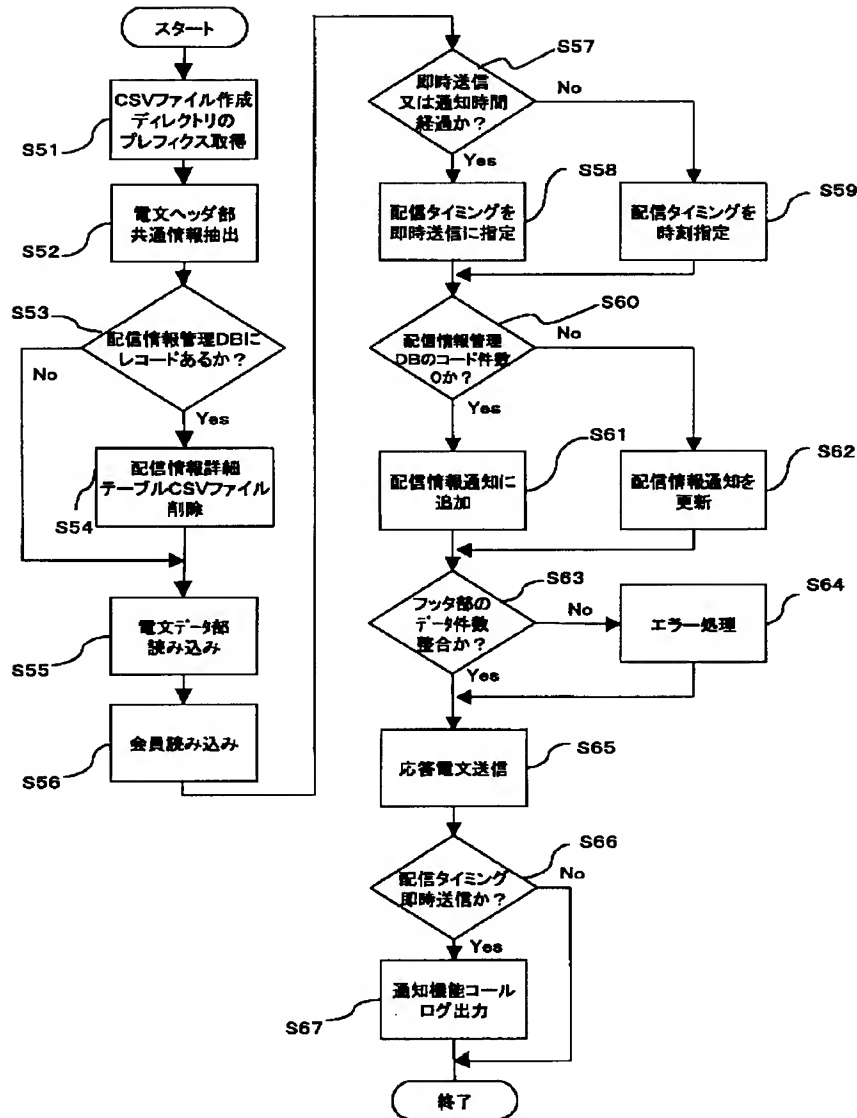 スタート
CSVファイル作成
ディレクトリの
プレフィクス取得
S51
電文ヘッダ部
共通情報抽出
S52
S53
配信情報管理DBに
レコードあるか?
No
Yes
配信情報詳細
テーブルCSVファイル
削除
S54
電文データ部
読み込み
S55
会員読み込み
S56
S57
即時送信
又は通知時間
経過か?
No
Yes
S58
配信タイミングを
即時送信に指定
S59
配信タイミングを
時刻指定
S60
配信情報管理
DBのコード件数
0か?
No
Yes
S61
配信情報通知に
追加
S62
配信情報通知を
更新
S63
フッタ部の
データ件数
整合か?
No
Yes
S64
エラー処理
S65
応答電文送信
S66
配信タイミング
即時送信か?
No
Yes
通知機能コール
ログ出力
S67
終了